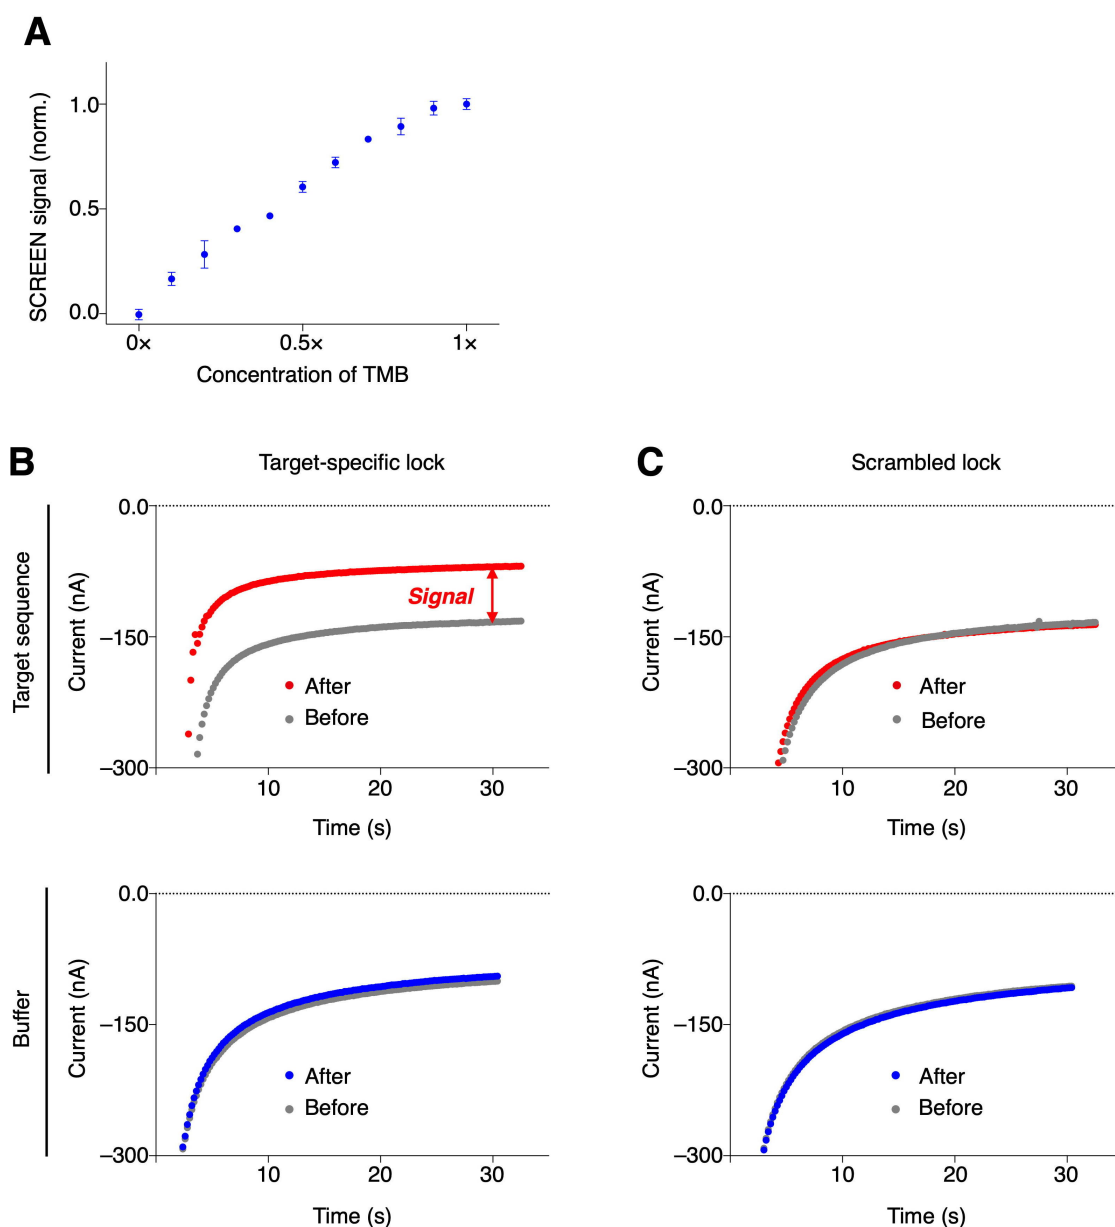 A
SCREEN signal (norm.)
1.0
0.5
0.0
0×
0.5×
1×
Concentration of TMB
B
Target-specific lock
Target sequence
Current (nA)
0.0
–150
–300
Signal
After
Before
10
20
30
Time (s)
C
Scrambled lock
Current (nA)
0.0
–150
–300
After
Before
10
20
30
Time (s)
Buffer
Current (nA)
0.0
–150
–300
After
Before
10
20
30
Time (s)
Current (nA)
0.0
–150
–300
After
Before
10
20
30
Time (s)